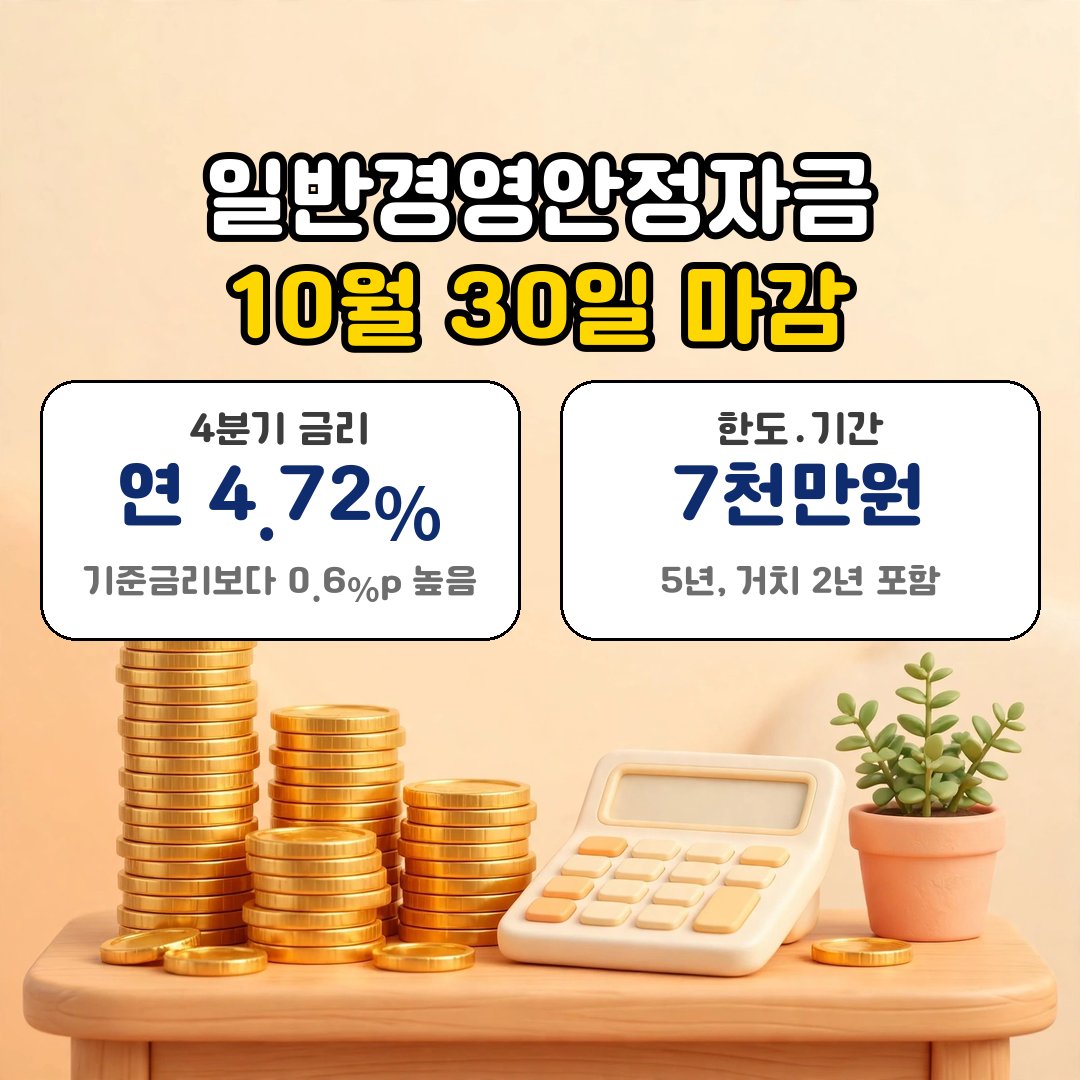 일반경영안정자금
10월 30일 마감
4분기 금리
연 4.72%
기준금리보다 0.6%p 높음
한도.기간
7천만원
5년, 거치 2년 포함